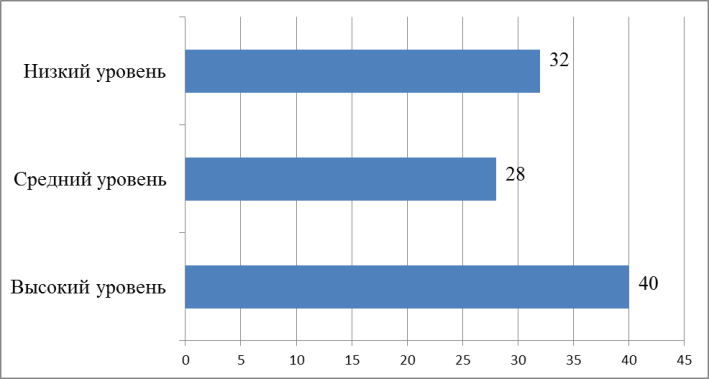 Низкий уровень
32
Средний уровень
28
Высокий уровень
40
0 5 10 15 20 25 30 35 40 45